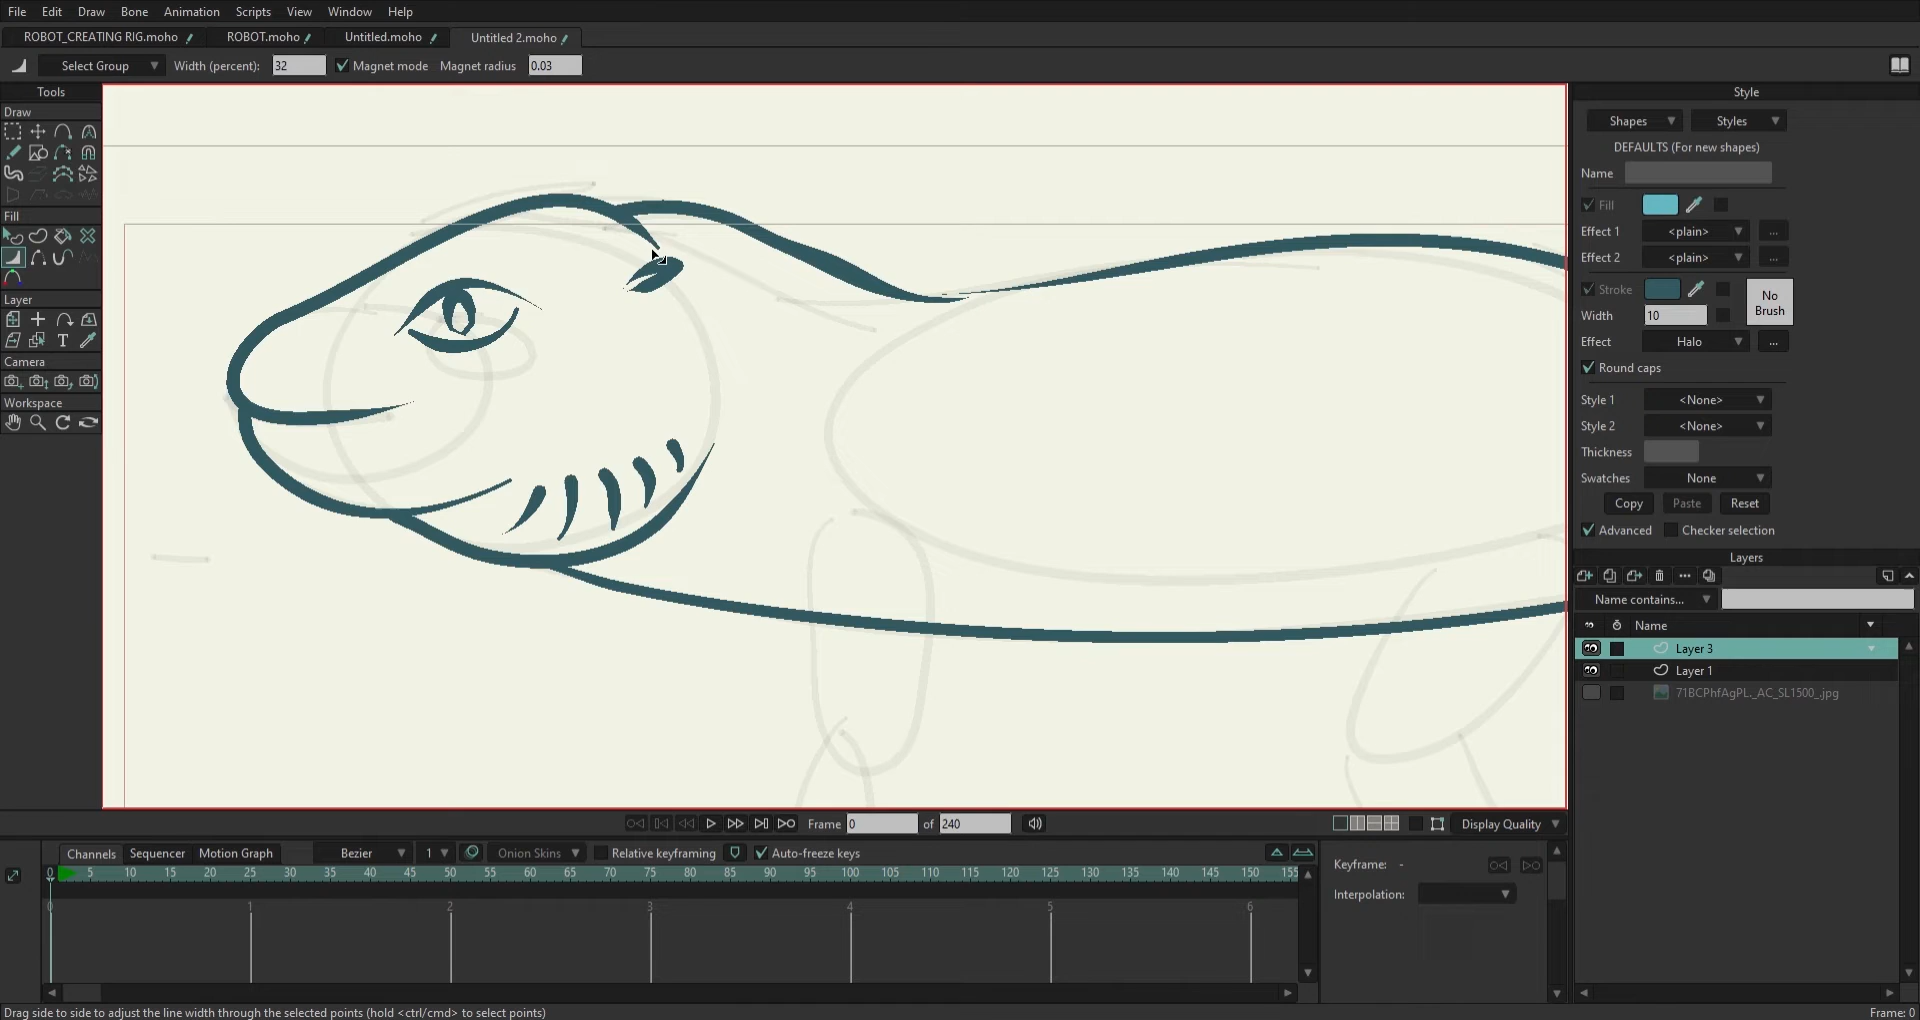 File Edit Draw Bone Animation Scripts View Window Help
ROBOT_CREATING RIG.moho ROBOT.moho Untitled.moho Untitled 2.moho
Select Group Width (percent): 32 Magnet mode Magnet radius 0.03
Tools
Draw
Fill
Layer
Camera
Workspace
Style
Shapes Styles
DEFAULTS (For new shapes)
Name
Fill
Effect 1 <plain> ...
Effect 2 <plain> ...
Stroke No Brush
Width 10
Effect Halo ...
Round caps
Style 1 <None>
Style 2 <None>
Thickness
Swatches None
Copy Paste Reset
Advanced Checker selection
Layers
Name contains...
Name
Layer 3
Layer 1
71BCPhfAgPL._AC_SL1500_.jpg
Frame 0 of 240 Display Quality
Channels Sequencer Motion Graph Bezier 1 Onion Skins Relative keyframing Auto-freeze keys
0 5 10 15 20 25 30 35 40 45 50 55 60 65 70 75 80 85 90 95 100 105 110 115 120 125 130 135 140 145 150 155
0 1 2 3 4 5 6
Keyframe: -
Interpolation:
Drag side to side to adjust the line width through the selected points (hold <ctrl/cmd> to select points) Frame: 0